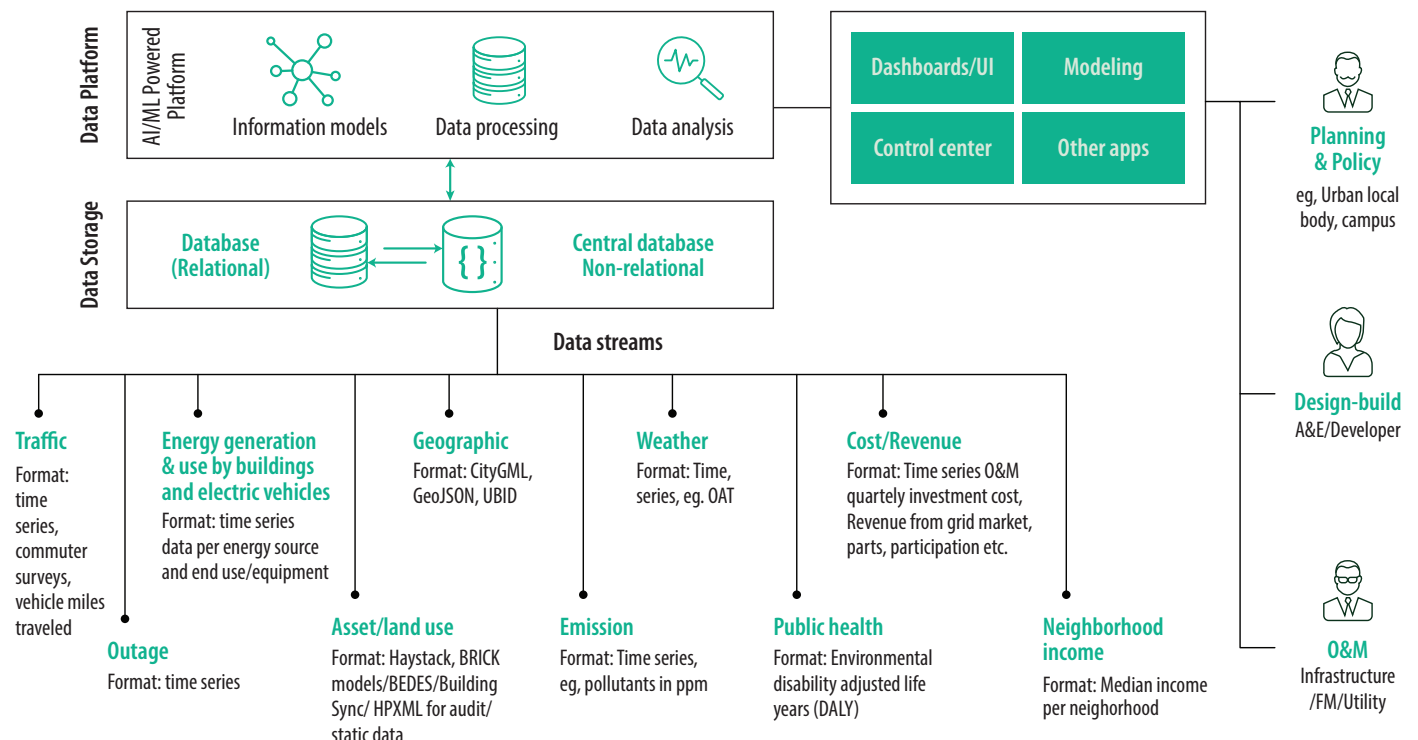 Data Platform
AI/ML Powered
Platform
Information models
Data processing
Data analysis
Dashboards/UI
Modeling
Control center
Other apps
Planning
& Policy
eg, Urban local
body, campus
Data Storage
Database
(Relational)
{ }
Central database
Non-relational
Design-build
A&E/Developer
O&M
Infrastructure
/FM/Utility
Data streams
Traffic
Format:
time
series,
commuter
surveys,
vehicle miles
traveled
Outage
Format: time series
Energy generation
& use by buildings
and electric vehicles
Format: time series
data per energy source
and end use/equipment
Asset/land use
Format: Haystack, BRICK
models/BEDES/Building
Sync/ HPXML for audit/
static data
Geographic
Format: CityGML,
GeoJSON, UBID
Emission
Format: Time series,
eg, pollutants in ppm
Weather
Format: Time,
series, eg. OAT
Public health
Format: Environmental
disability adjusted life
years (DALY)
Cost/Revenue
Format: Time series O&M
quartely investment cost,
Revenue from grid market,
parts, participation etc.
Neighborhood
income
Format: Median income
per neighorhood